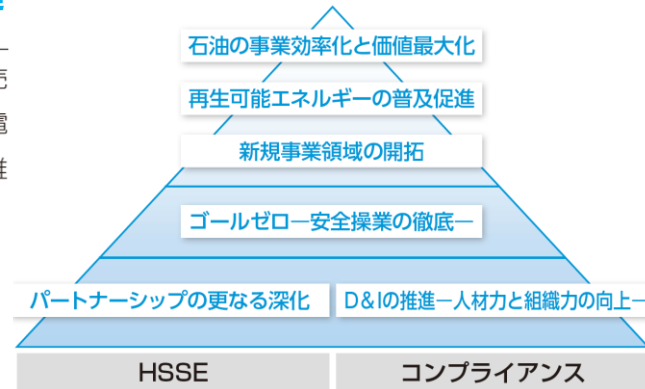 売
電
石油の事業効率化と価値最大化
再生可能エネルギーの普及促進
新規事業領域の開拓
ゴールゼロ―安全操業の徹底―
パートナーシップの更なる深化
D&Iの推進―人材力と組織力の向上―
HSSE
コンプライアンス